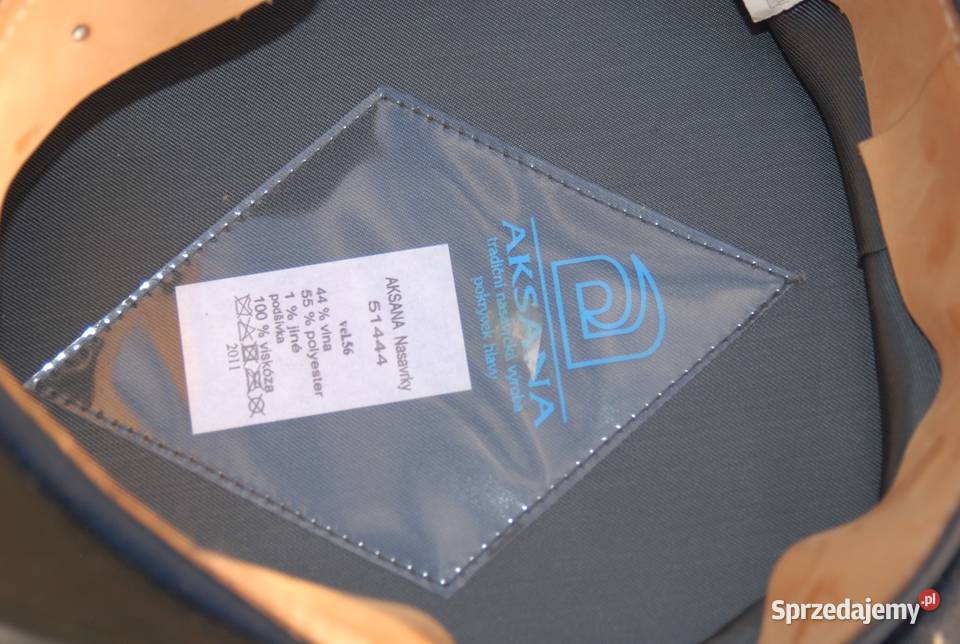 AKSANA
tradiční nasavrcká výroba
pokrývek hlavy
AKSANA Nasavrky
51444
vel.56
44 % vlna
55 % polyester
1 % jiné
podšívka
100 % viskóza
2011
Sprzedajemy.pl